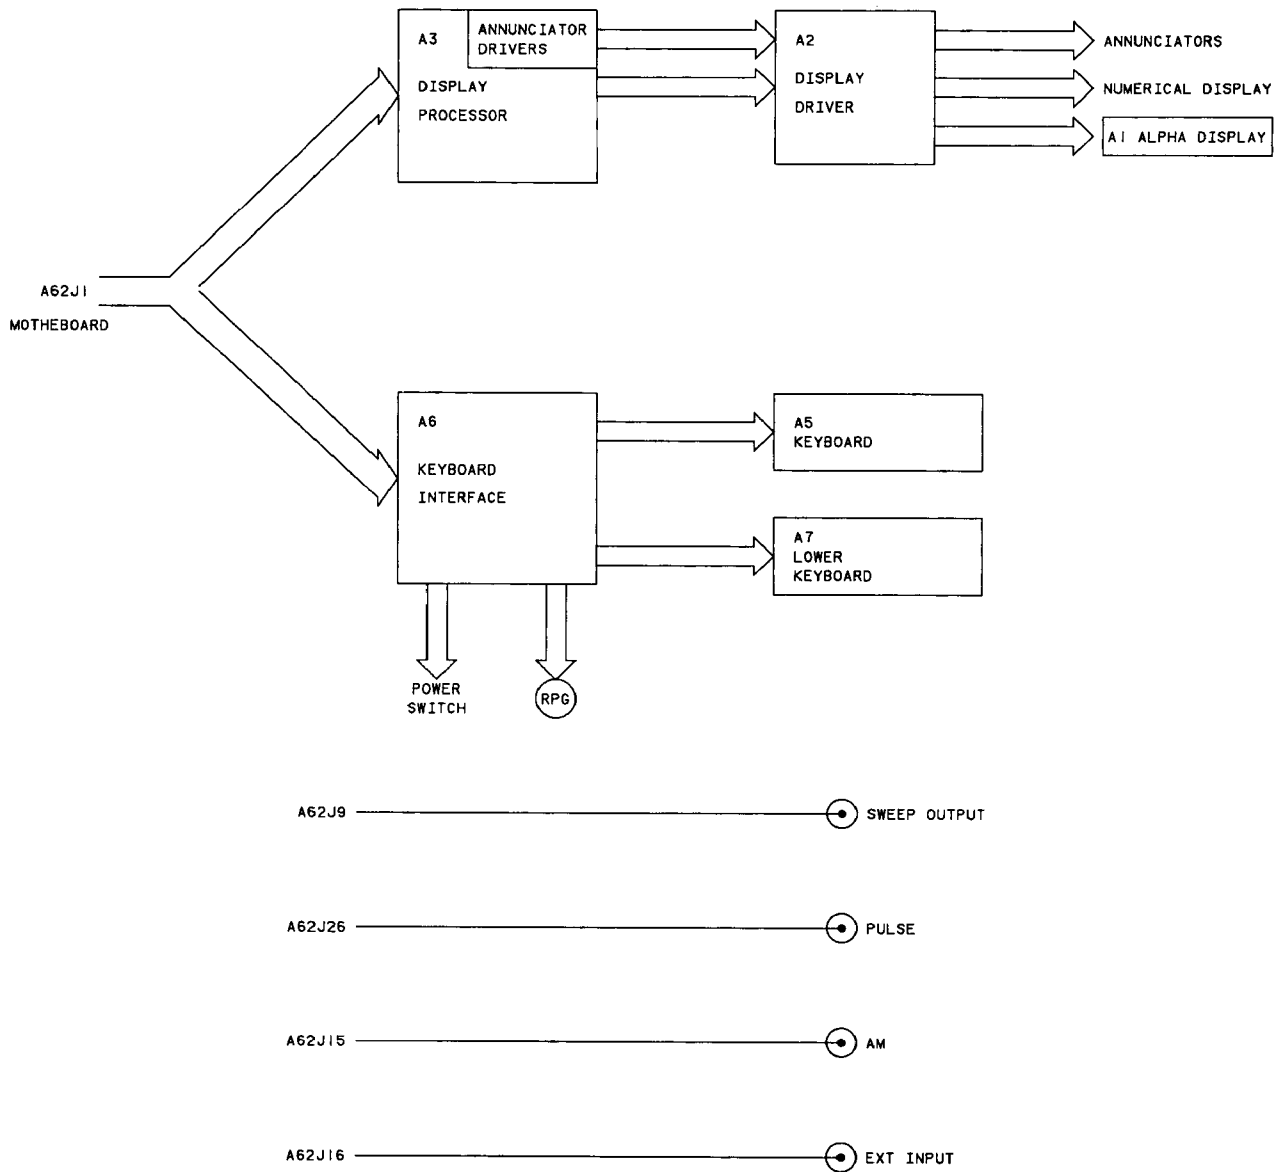 A3
ANNUNCIATOR
DRIVERS
DISPLAY
PROCESSOR
A2
DISPLAY
DRIVER
ANNUNCIATORS
NUMERICAL DISPLAY
A1 ALPHA DISPLAY
A62J1
MOTHEBOARD
A6
KEYBOARD
INTERFACE
A5
KEYBOARD
A7
LOWER
KEYBOARD
POWER
SWITCH
RPG
A62J9
SWEEP OUTPUT
A62J26
PULSE
A62J15
AM
A62J16
EXT INPUT